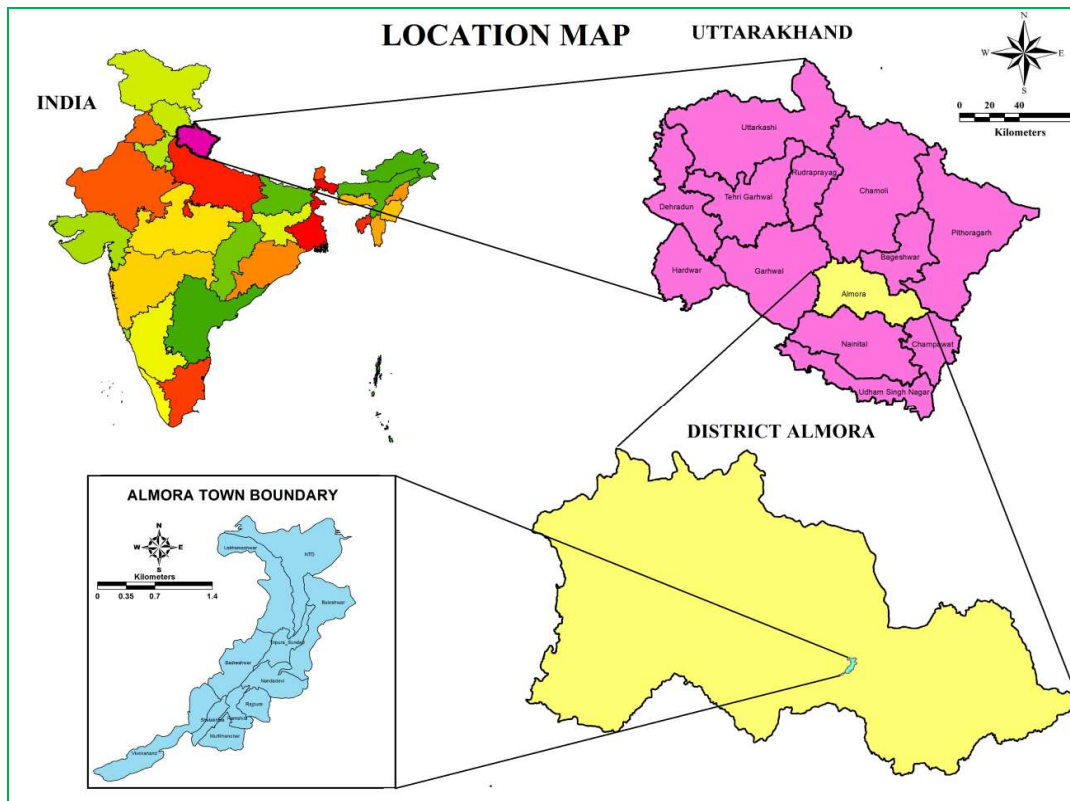 LOCATION MAP
UTTARAKHAND
N
W E
S
0 20 40
Kilometers
INDIA
Uttarkashi
Rudraprayag
Chamoli
Tehri Garhwal
Dehradun
Pithoragarh
Bageshwar
Hardwar
Garhwal
Almora
Nainital
Champawat
Udham Singh Nagar
DISTRICT ALMORA
ALMORA TOWN BOUNDARY
N
W E
S
Kilometers
0 0.35 0.7 1.4
NTD
Baleshwar
Badreshwar
Nandadevi
Rajpura
Murlimanohar
Vivekanand